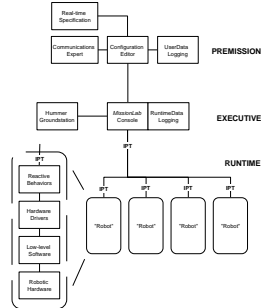 Real-time
Specification
Communications
Expert
Configuration
Editor
UserData
Logging
PREMISSION
Hummer
Groundstation
MissionLab
Console
RuntimeData
Logging
EXECUTIVE
IPT
RUNTIME
IPT
Reactive
Behaviors
Hardware
Drivers
Low-level
Software
Robotic
Hardware
IPT
IPT
IPT
IPT
"Robot"
"Robot"
"Robot"
"Robot"